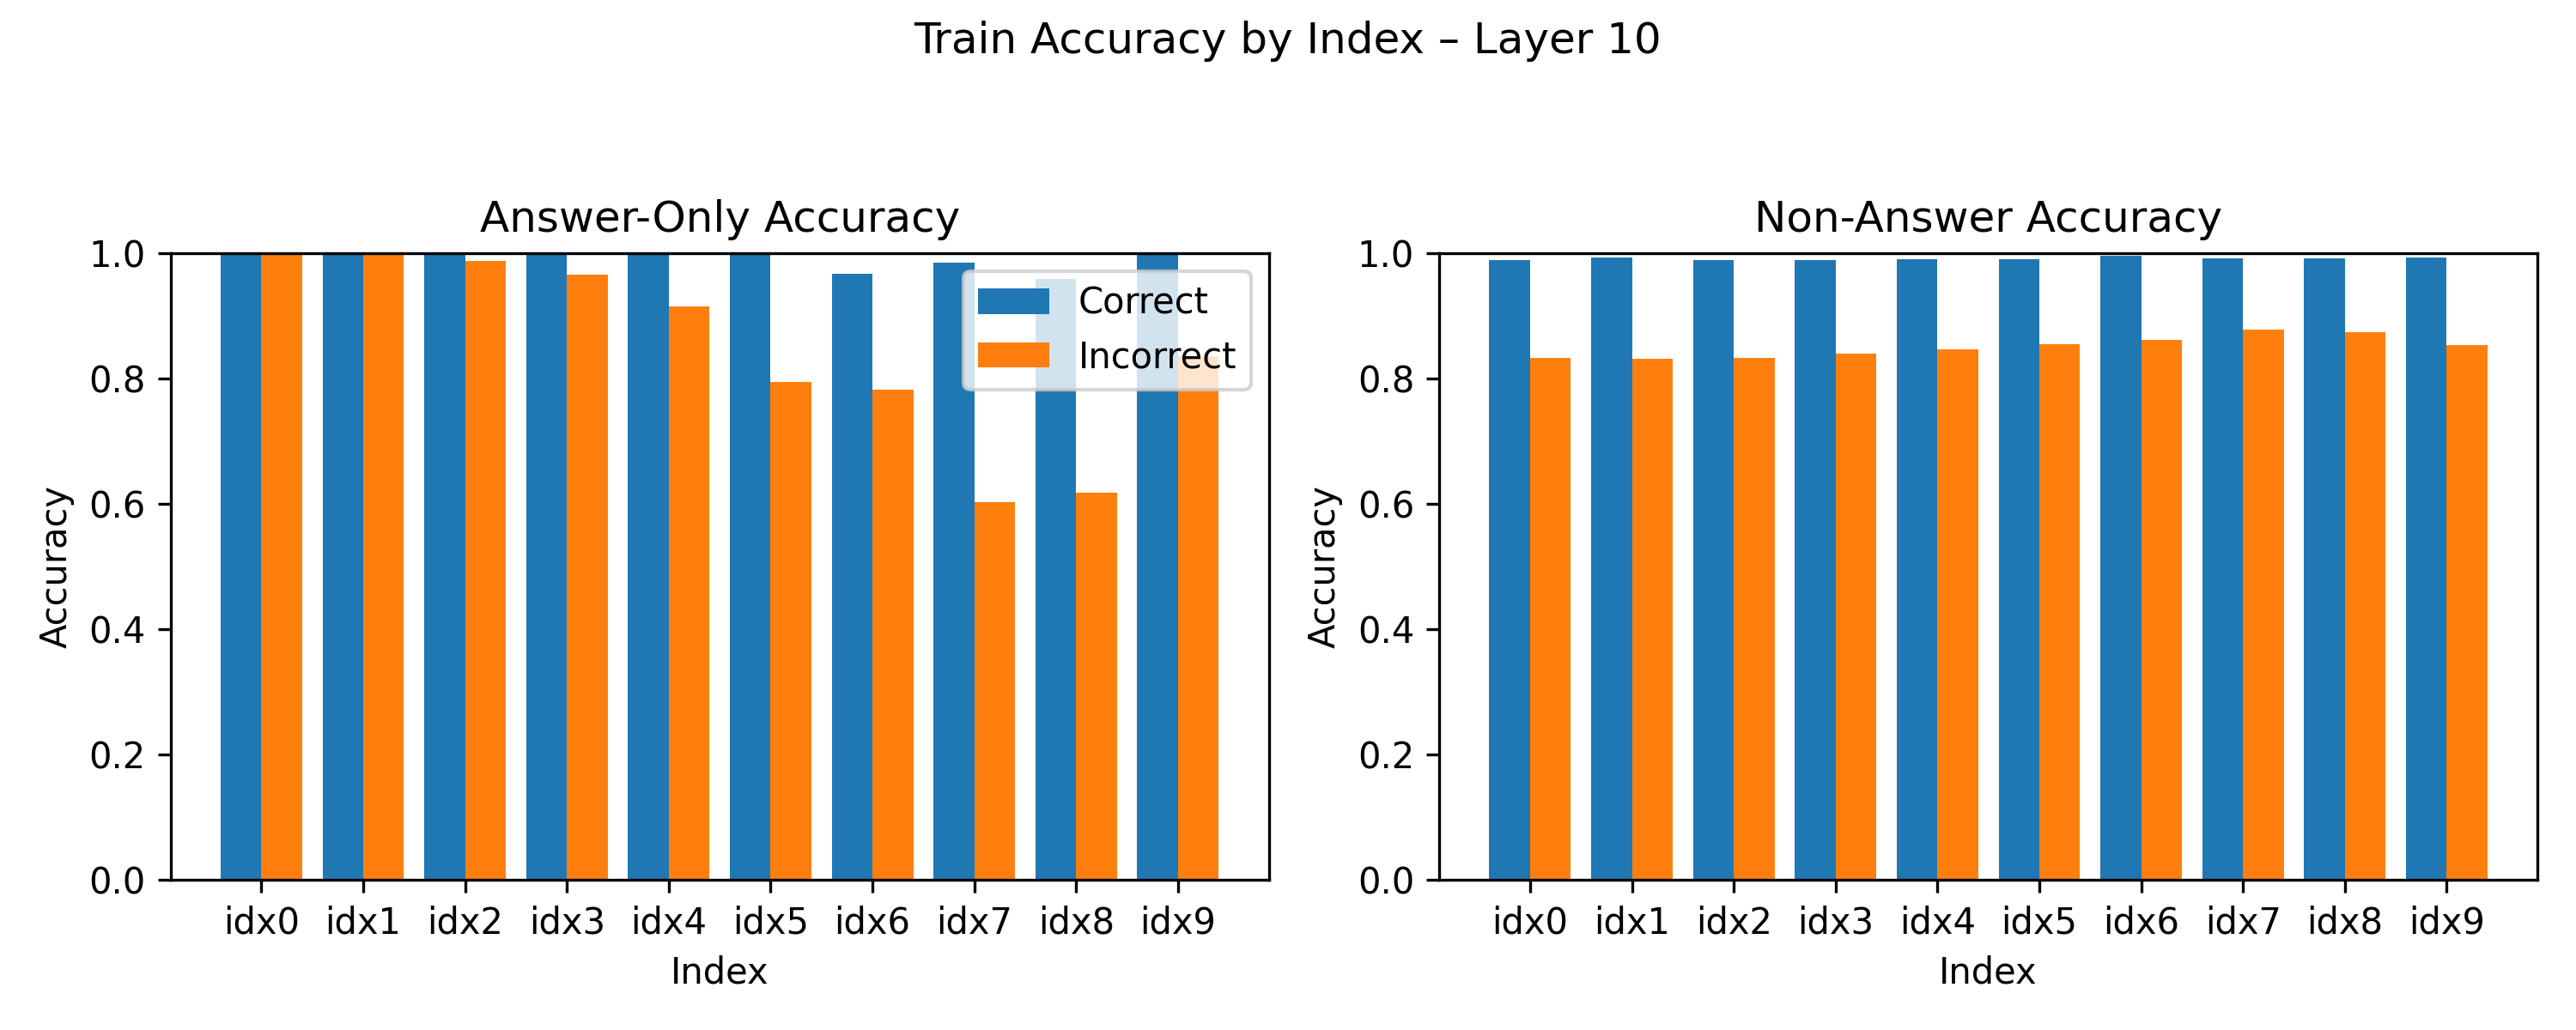 Train Accuracy by Index – Layer 10
Answer-Only Accuracy
Accuracy
1.0
0.8
0.6
0.4
0.2
0.0
Correct
Incorrect
idx0 idx1 idx2 idx3 idx4 idx5 idx6 idx7 idx8 idx9
Index
Non-Answer Accuracy
Accuracy
1.0
0.8
0.6
0.4
0.2
0.0
idx0 idx1 idx2 idx3 idx4 idx5 idx6 idx7 idx8 idx9
Index